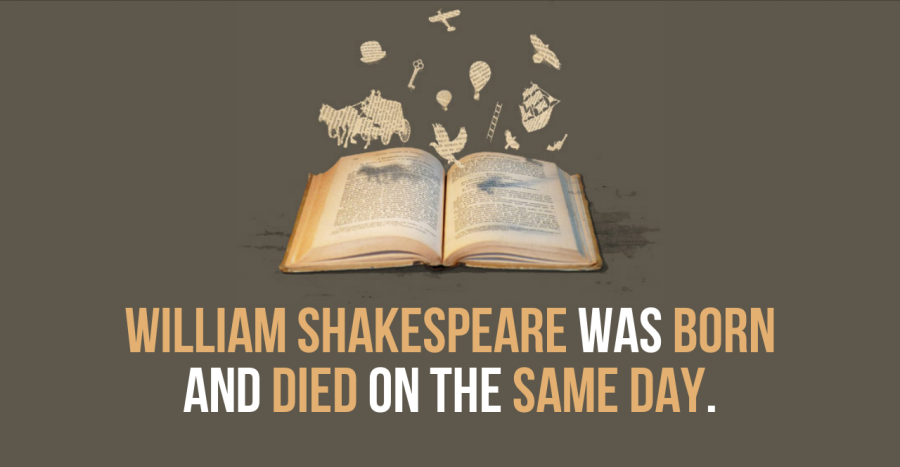 WILLIAM SHAKESPEARE WAS BORN
AND DIED ON THE SAME DAY.